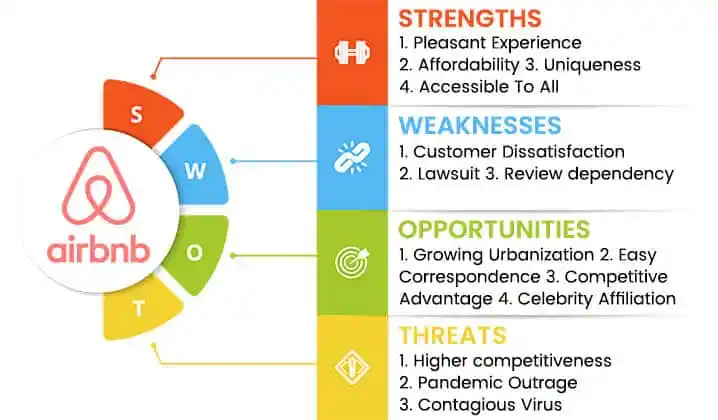 S
W
O
T
airbnb
STRENGTHS
1. Pleasant Experience
2. Affordability 3. Uniqueness
4. Accessible To All
WEAKNESSES
1. Customer Dissatisfaction
2. Lawsuit 3. Review dependency
OPPORTUNITIES
1. Growing Urbanization 2. Easy
Correspondence 3. Competitive
Advantage 4. Celebrity Affiliation
THREATS
1. Higher competitiveness
2. Pandemic Outrage
3. Contagious Virus